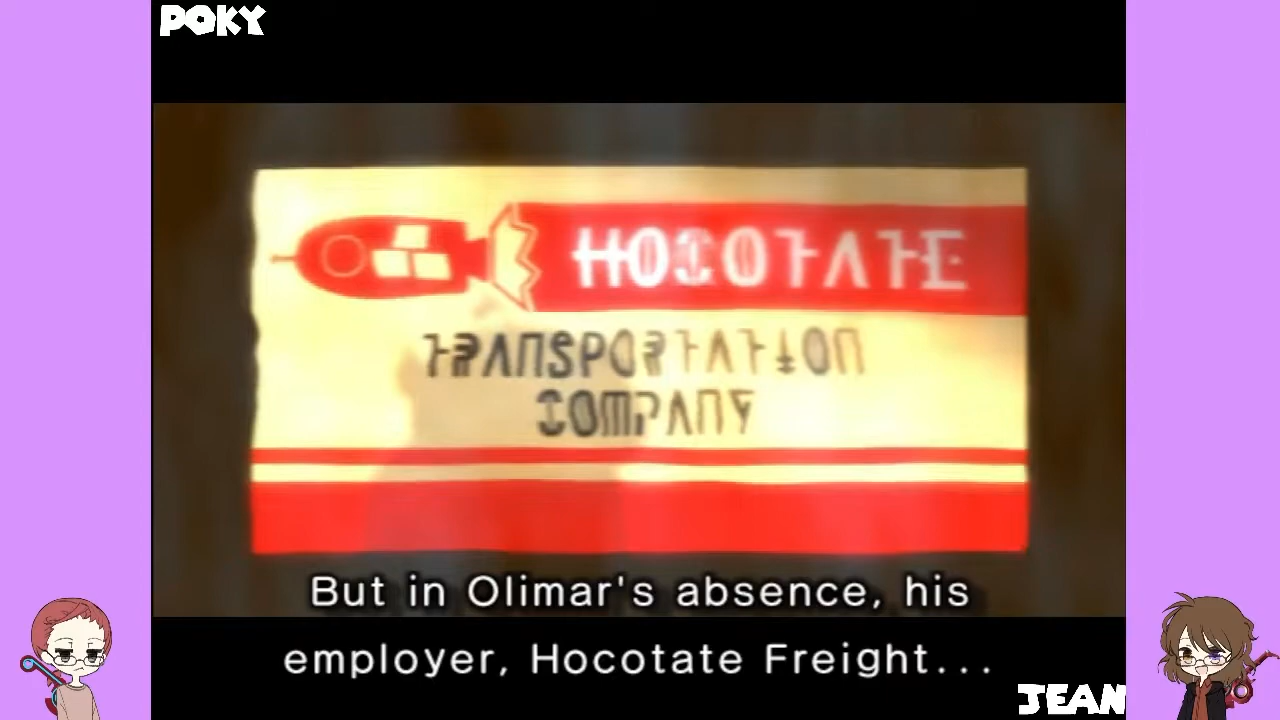 POKY
HOCOTATE
TRANSPORTATION
COMPANY
But in Olimar's absence, his
employer, Hocotate Freight...
JEAN